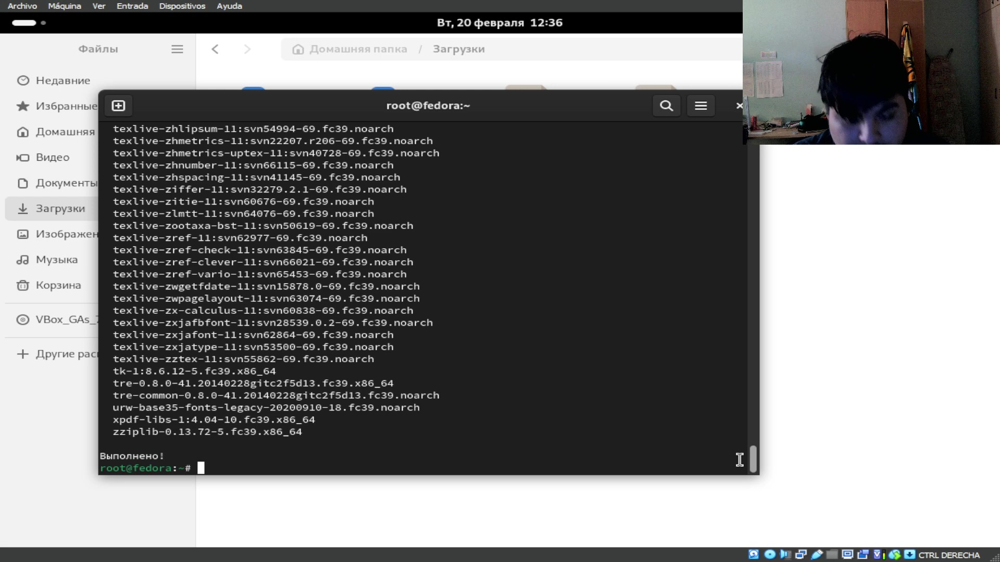 Archivo Máquina Ver Entrada Dispositivos Ayuda
Вт, 20 февраля 12:36
Файлы
Домашняя папка / Загрузки
Недавние
Избранные
Домашняя
Видео
Документы
Загрузки
Изображен
Музыка
Корзина
VBox_GAs_7
Другие рас
root@fedora:~
texlive-zhlipsum-11:svn54994-69.fc39.noarch
texlive-zhmetrics-11:svn22207.r206-69.fc39.noarch
texlive-zhmetrics-uptex-11:svn40728-69.fc39.noarch
texlive-zhnumber-11:svn66115-69.fc39.noarch
texlive-zhspacing-11:svn41145-69.fc39.noarch
texlive-ziffer-11:svn32279.2.1-69.fc39.noarch
texlive-zitie-11:svn60676-69.fc39.noarch
texlive-zlmtt-11:svn64076-69.fc39.noarch
texlive-zootaxa-bst-11:svn50619-69.fc39.noarch
texlive-zref-11:svn62977-69.fc39.noarch
texlive-zref-check-11:svn63845-69.fc39.noarch
texlive-zref-clever-11:svn66021-69.fc39.noarch
texlive-zref-vario-11:svn65453-69.fc39.noarch
texlive-zwgetfdate-11:svn15878.0-69.fc39.noarch
texlive-zwpagelayout-11:svn63074-69.fc39.noarch
texlive-zx-calculus-11:svn60838-69.fc39.noarch
texlive-zxjafbfont-11:svn28539.0.2-69.fc39.noarch
texlive-zxjafont-11:svn62864-69.fc39.noarch
texlive-zxjatype-11:svn53500-69.fc39.noarch
texlive-zztex-11:svn55862-69.fc39.noarch
tk-1:8.6.12-5.fc39.x86_64
tre-0.8.0-41.20140228gitc2f5d13.fc39.x86_64
tre-common-0.8.0-41.20140228gitc2f5d13.fc39.noarch
urw-base35-fonts-legacy-20200910-18.fc39.noarch
xpdf-libs-1:4.04-10.fc39.x86_64
zziplib-0.13.72-5.fc39.x86_64
Выполнено!
root@fedora:~#
CTRL DERECHA